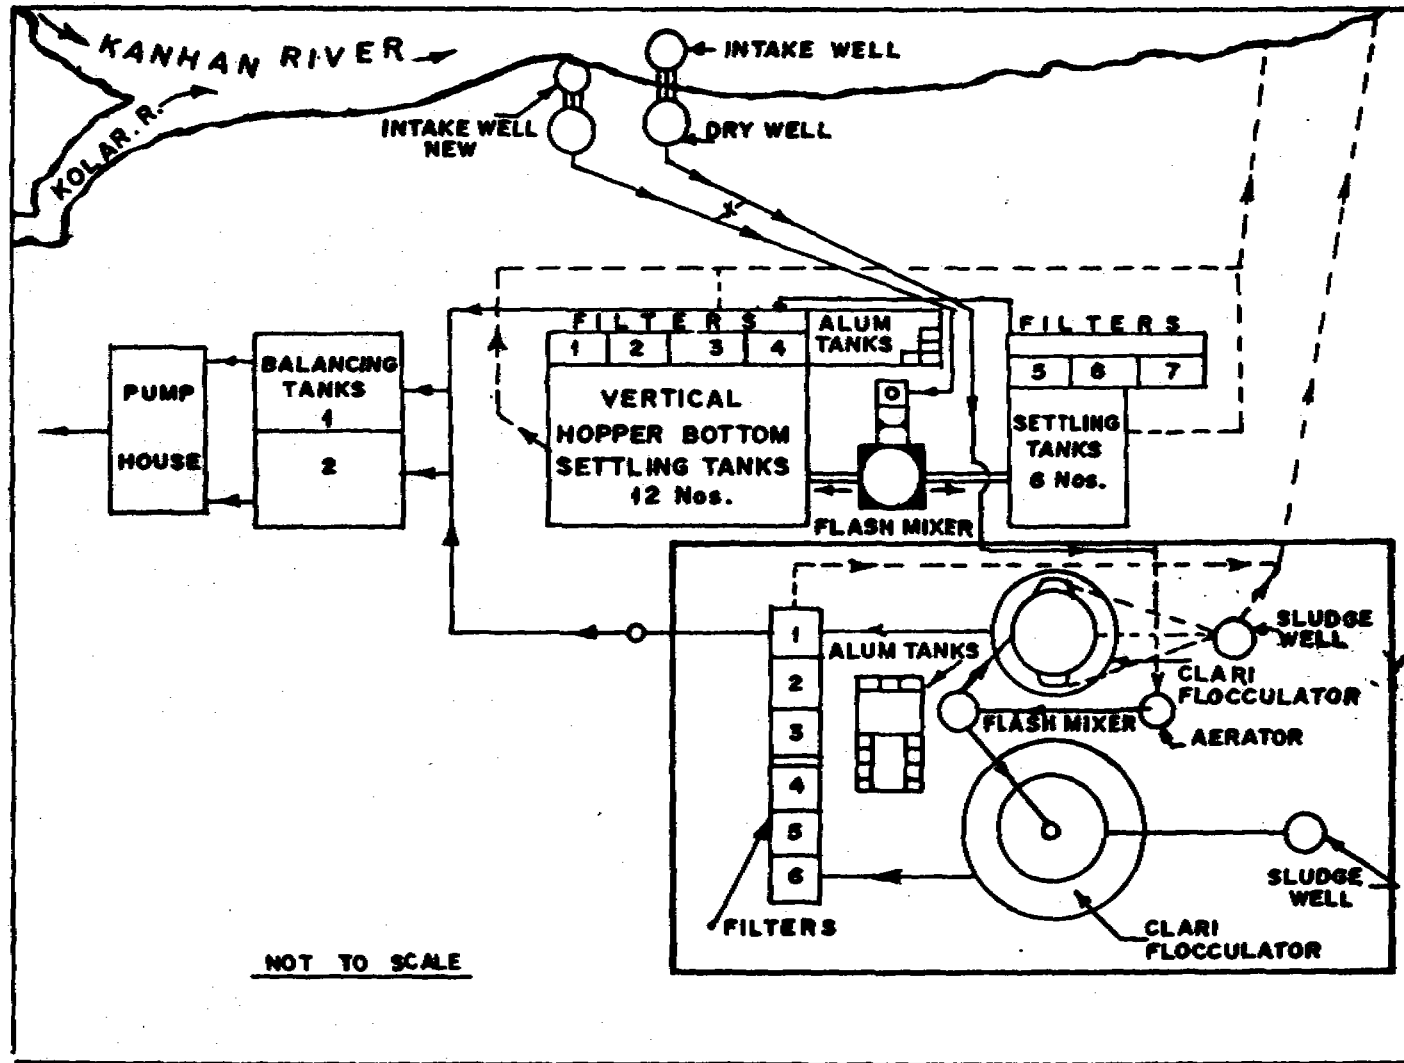 KANHAN RIVER
KOLAR. R.
INTAKE WELL
INTAKE WELL
NEW
DRY WELL
FILTERS
1 2 3 4
ALUM
TANKS
FILTERS
5 6 7
PUMP
HOUSE
BALANCING
TANKS
1
2
VERTICAL
HOPPER BOTTOM
SETTLING TANKS
12 Nos.
SETTLING
TANKS
6 Nos.
FLASH MIXER
1
2
3
4
5
6
ALUM TANKS
SLUDGE
WELL
CLARI
FLOCCULATOR
FLASH MIXER
AERATOR
SLUDGE
WELL
FILTERS
CLARI
FLOCCULATOR
NOT TO SCALE